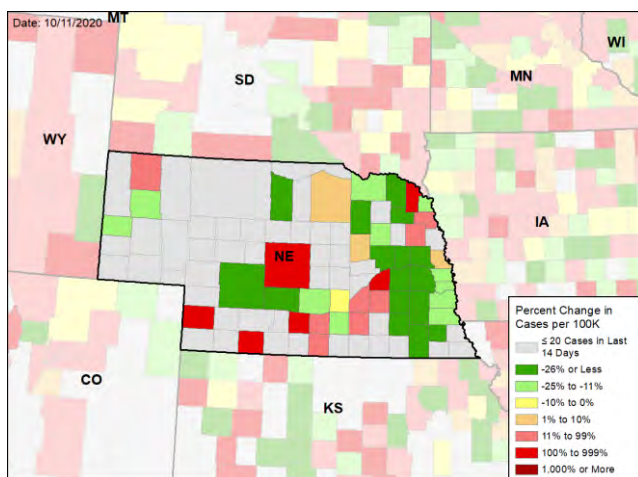 Date: 10/11/2020
MT
WI
SD
MN
WY
IA
NE
CO
KS
Percent Change in
Cases per 100K
≤ 20 Cases in Last
14 Days
-26% or Less
-25% to -11%
-10% to 0%
1% to 10%
11% to 99%
100% to 999%
1,000% or More